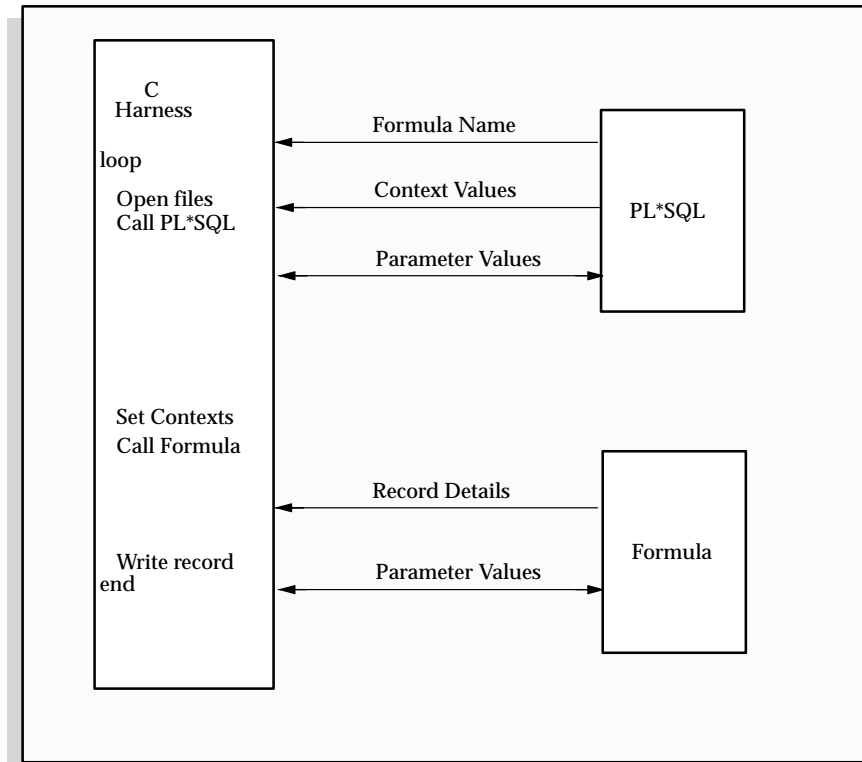 C
Harness
loop
Open files
Call PL*SQL
Set Contexts
Call Formula
Write record
end
Formula Name
Context Values
Parameter Values
PL*SQL
Record Details
Parameter Values
Formula